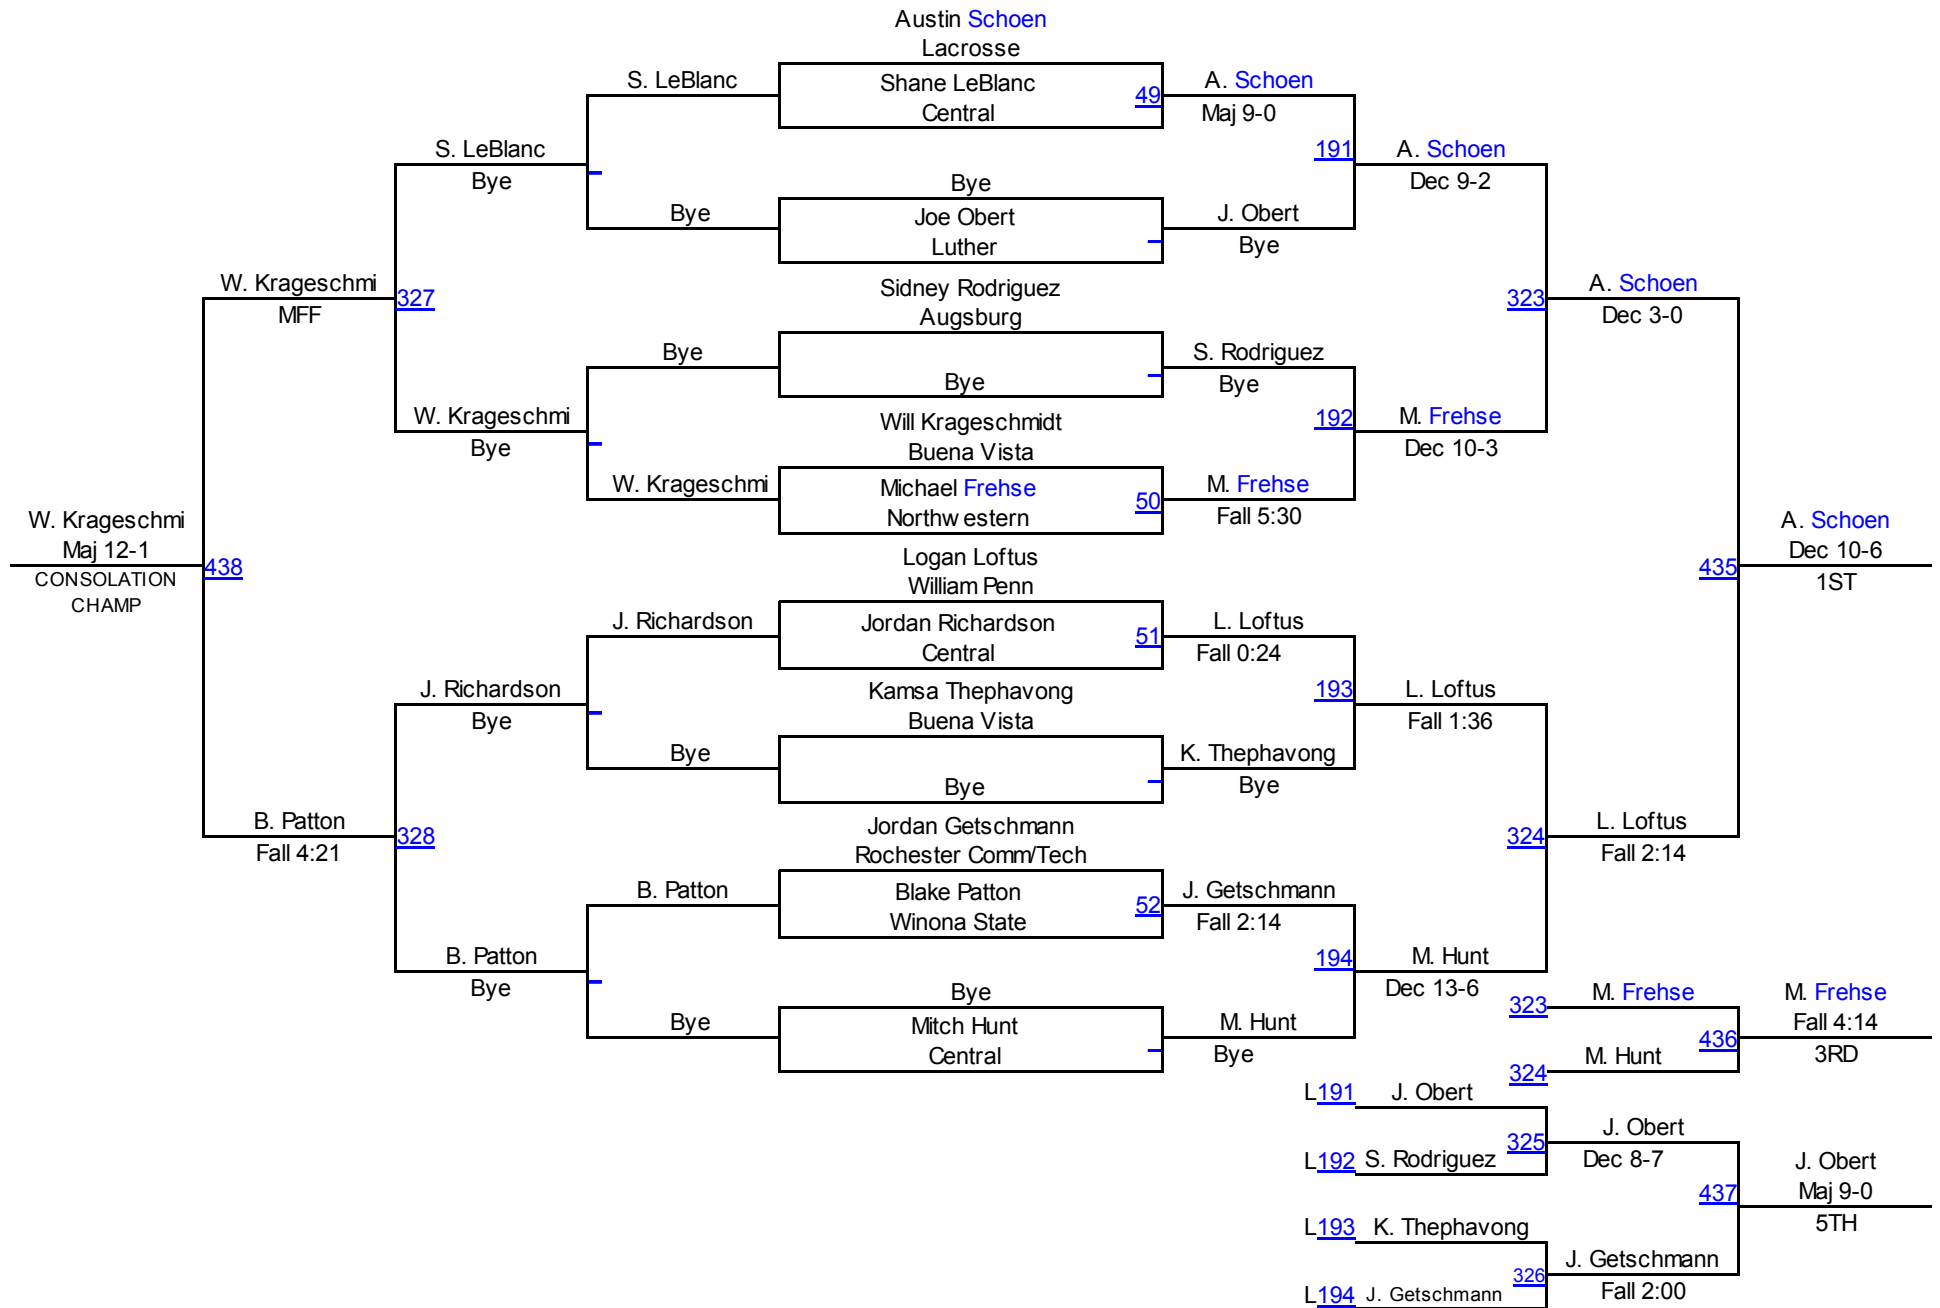 Austin Schoen
Lacrosse
S. LeBlanc
Shane LeBlanc
Central
49
A. Schoen
Maj 9-0
S. LeBlanc
Bye
191
A. Schoen
Dec 9-2
Bye
Bye
Joe Obert
Luther
J. Obert
Bye
W. Krageschmi
MFF
327
Sidney Rodriguez
Augsburg
323
A. Schoen
Dec 3-0
Bye
Bye
S. Rodriguez
Bye
W. Krageschmi
Bye
Will Krageschmidt
Buena Vista
192
M. Frehse
Dec 10-3
W. Krageschmi
Michael Frehse
Northwestern
50
M. Frehse
Fall 5:30
W. Krageschmi
Maj 12-1
CONSOLATION
CHAMP
438
Logan Loftus
William Penn
435
A. Schoen
Dec 10-6
1ST
J. Richardson
Jordan Richardson
Central
51
L. Loftus
Fall 0:24
J. Richardson
Bye
Kamsa Thephavong
Buena Vista
193
L. Loftus
Fall 1:36
Bye
Bye
K. Thephavong
Bye
B. Patton
Fall 4:21
328
Jordan Getschmann
Rochester Comm/Tech
324
L. Loftus
Fall 2:14
B. Patton
Blake Patton
Winona State
52
J. Getschmann
Fall 2:14
B. Patton
Bye
194
M. Hunt
Dec 13-6
Bye
Bye
Mitch Hunt
Central
M. Hunt
Bye
323
M. Frehse
436
M. Frehse
Fall 4:14
3RD
324
M. Hunt
L191
J. Obert
325
J. Obert
Dec 8-7
L192
S. Rodriguez
437
J. Obert
Maj 9-0
5TH
L193
K. Thephavong
326
J. Getschmann
Fall 2:00
L194
J. Getschmann